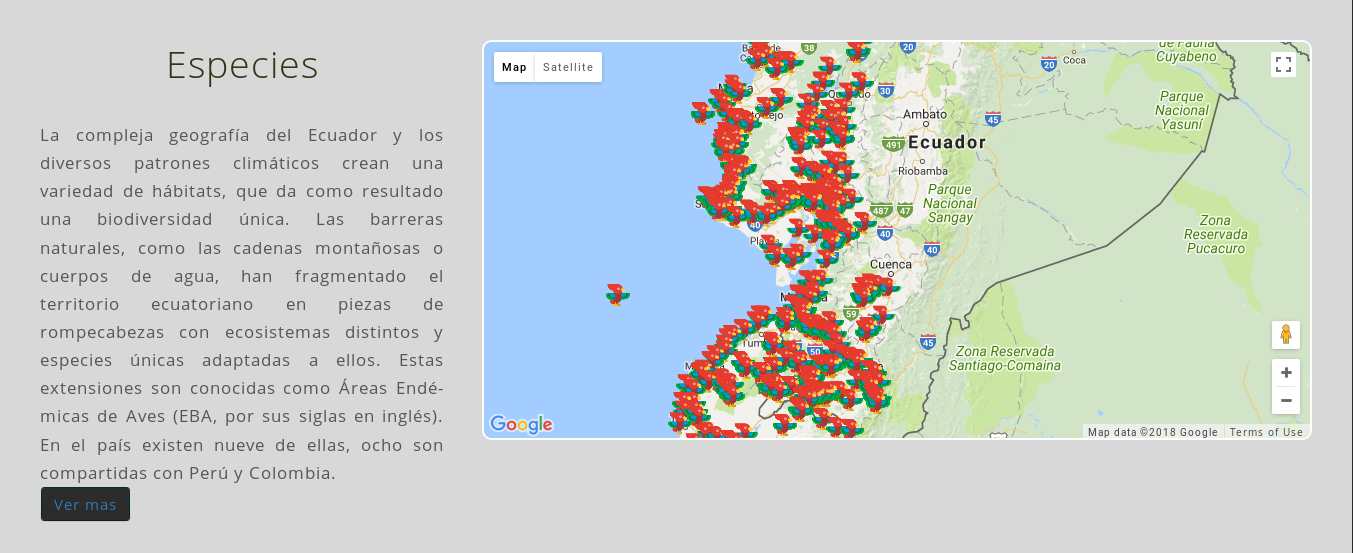 Especies
La compleja geografía del Ecuador y los
diversos patrones climáticos crean una
variedad de hábitats, que da como resultado
una biodiversidad única. Las barreras
naturales, como las cadenas montañosas o
cuerpos de agua, han fragmentado el
territorio ecuatoriano en piezas de
rompecabezas con ecosistemas distintos y
especies únicas adaptadas a ellos. Estas
extensiones son conocidas como Áreas Endé-
micas de Aves (EBA, por sus siglas en inglés).
En el país existen nueve de ellas, ocho son
compartidas con Perú y Colombia.
Ver mas
Map Satellite
38
20
de Fauna
Cuyabeno
20
Coca
30
Parque
Nacional
Yasuní
Ambato
45
491
Ecuador
Riobamba
Parque
Nacional
Sangay
487
47
40
40
40
Zona
Reservada
Pucacuro
Cuenca
59
50
45
Zona Reservada
Santiago-Comaina
Google
Map data ©2018 Google
Terms of Use